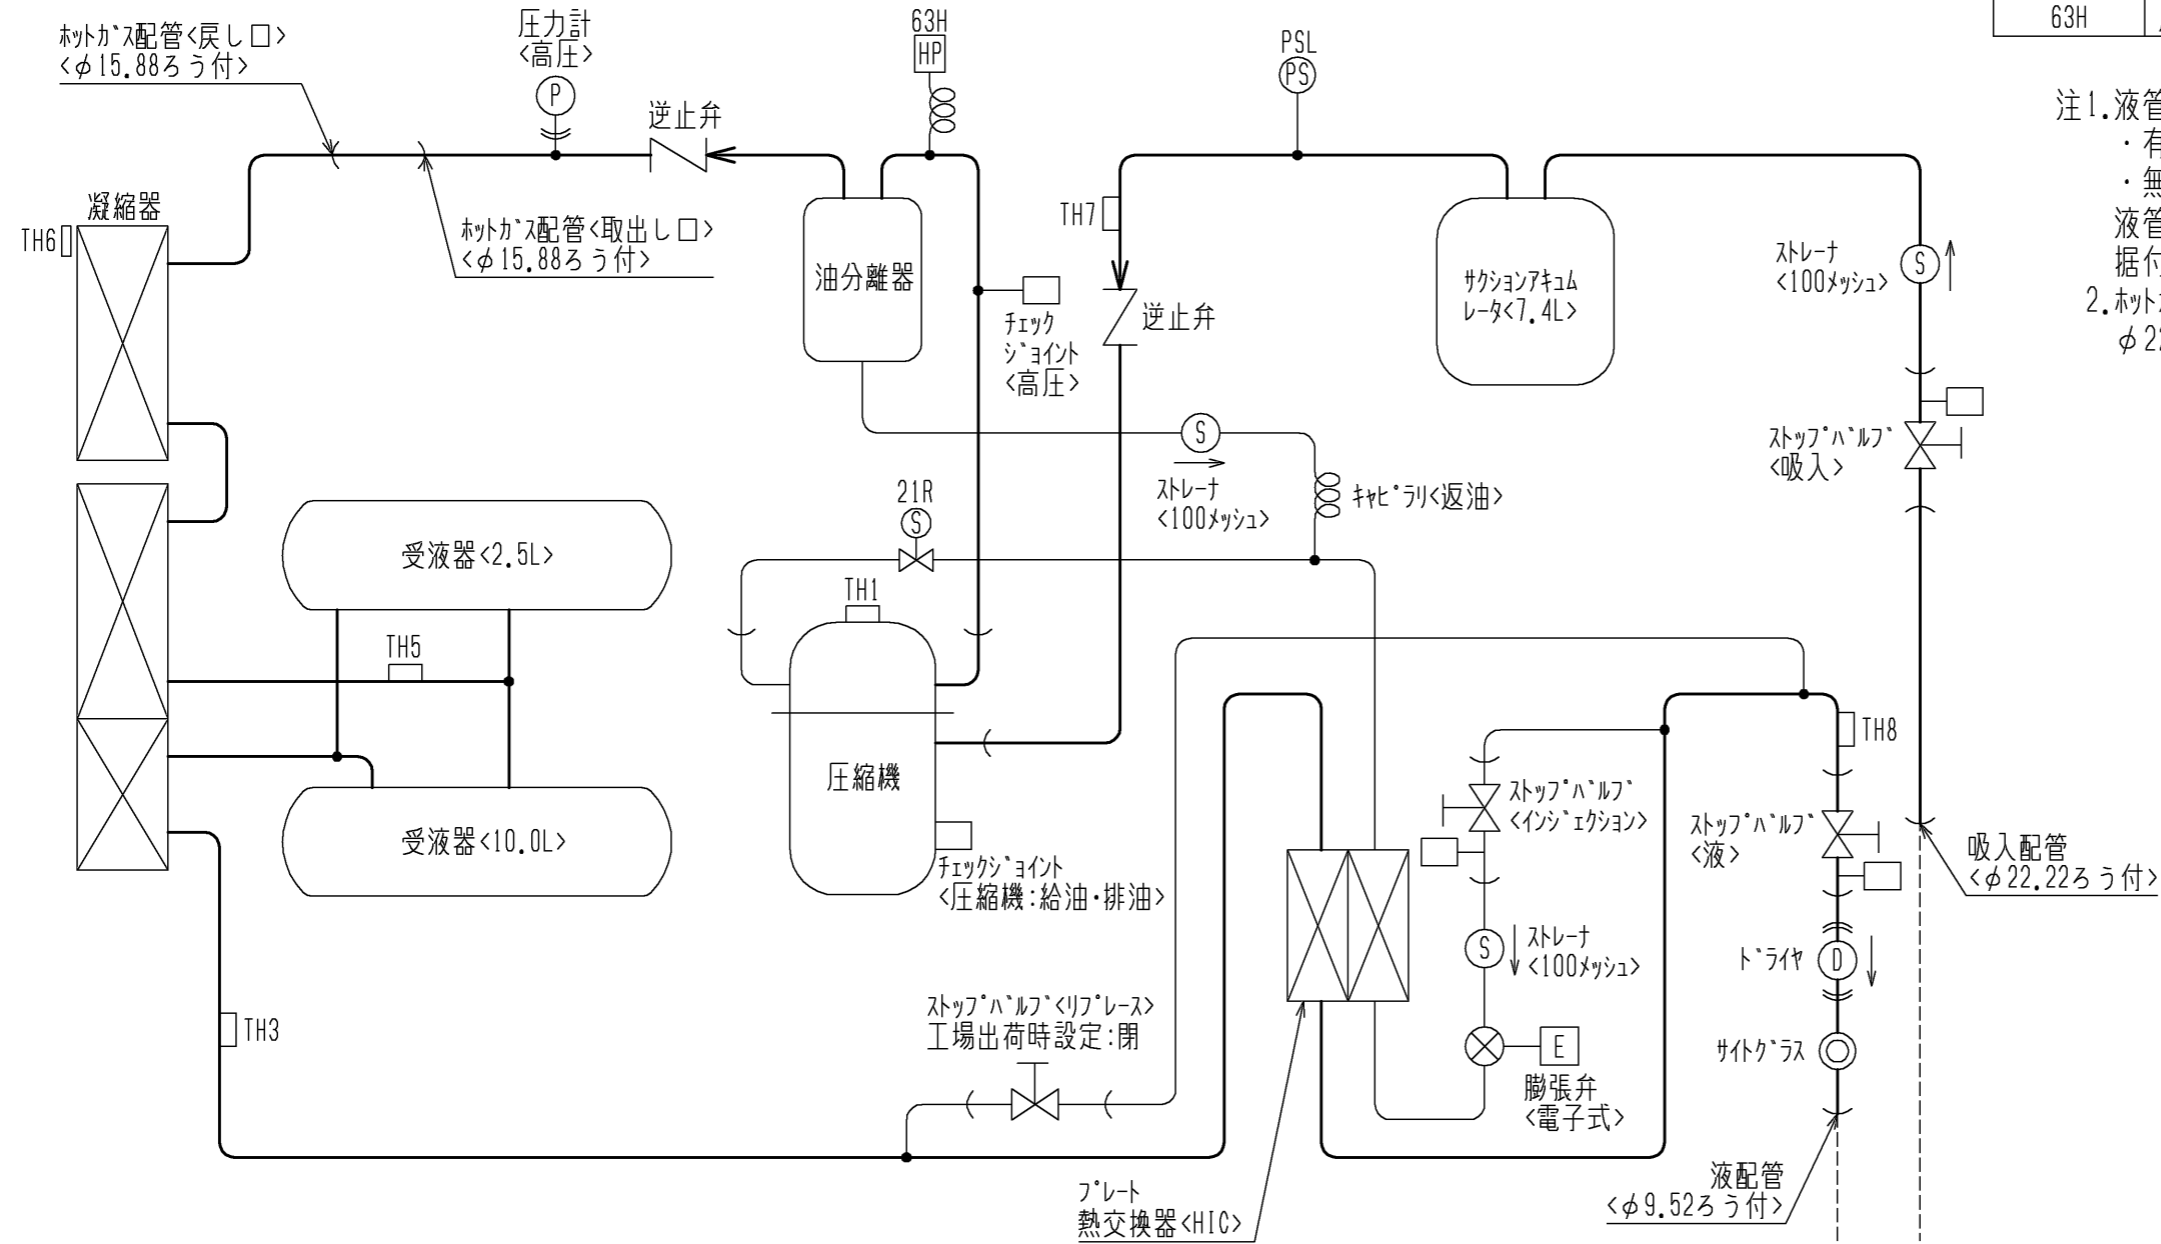 ホットガス配管<戻し口>
<φ15.88ろう付>
圧力計
<高圧>
P
逆止弁
63H
HP
PSL
PS
63H
注1.液管
・有
・無
液管
据付
2.ホットガ
φ22
凝縮器
TH6
ホットガス配管<取出し口>
<φ15.88ろう付>
油分離器
チェック
ジョイント
<高圧>
TH7
逆止弁
サクションアキュム
レータ<7.4L>
ストレーナ
<100メッシュ>
S
ストップバルブ
<吸入>
S
ストレーナ
<100メッシュ>
キャピラリ<返油>
21R
S
受液器<2.5L>
TH1
TH5
圧縮機
受液器<10.0L>
チェックジョイント
<圧縮機:給油・排油>
TH8
ストップバルブ
<インジェクション>
ストップバルブ
<液>
吸入配管
<φ22.22ろう付>
S
ストレーナ
<100メッシュ>
ドライヤ
D
TH3
ストップバルブ<リプレース>
工場出荷時設定:閉
E
膨張弁
<電子式>
サイトグラス
プレート
熱交換器<HIC>
液配管
<φ9.52ろう付>